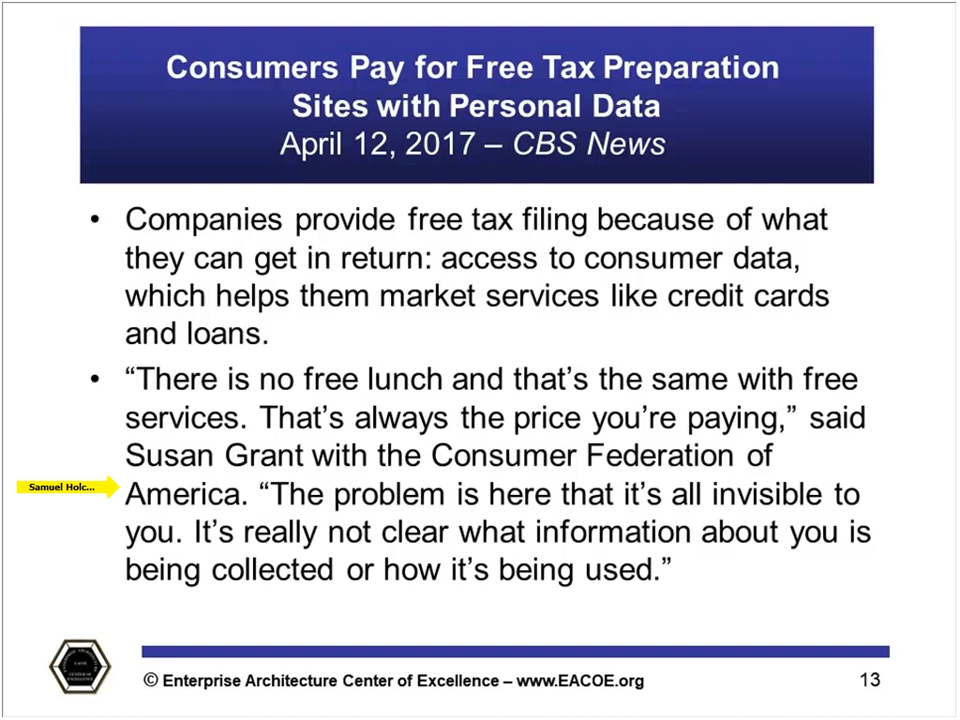 Consumers Pay for Free Tax Preparation
Sites with Personal Data
April 12, 2017 – CBS News
• Companies provide free tax filing because of what
they can get in return: access to consumer data,
which helps them market services like credit cards
and loans.
• “There is no free lunch and that’s the same with free
services. That’s always the price you’re paying,” said
Susan Grant with the Consumer Federation of
Samuel Holc...
America. “The problem is here that it’s all invisible to
you. It’s really not clear what information about you is
being collected or how it’s being used.”
EACOE
CENTER OF
EXCELLENCE
© Enterprise Architecture Center of Excellence – www.EACOE.org
13